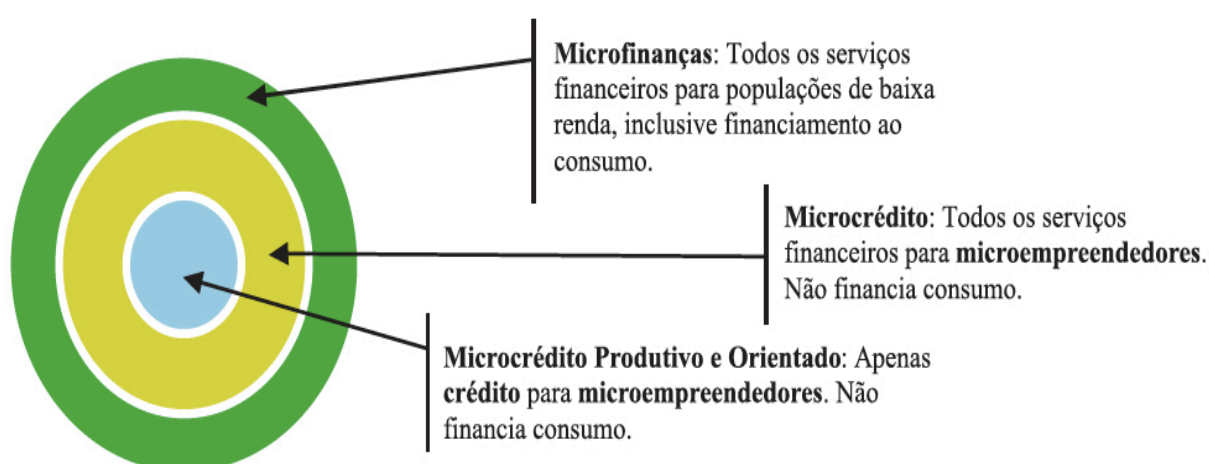 Microfinanças: Todos os serviços
financeiros para populações de baixa
renda, inclusive financiamento ao
consumo.
Microcrédito: Todos os serviços
financeiros para microempreendedores.
Não financia consumo.
Microcrédito Produtivo e Orientado: Apenas
crédito para microempreendedores. Não
financia consumo.